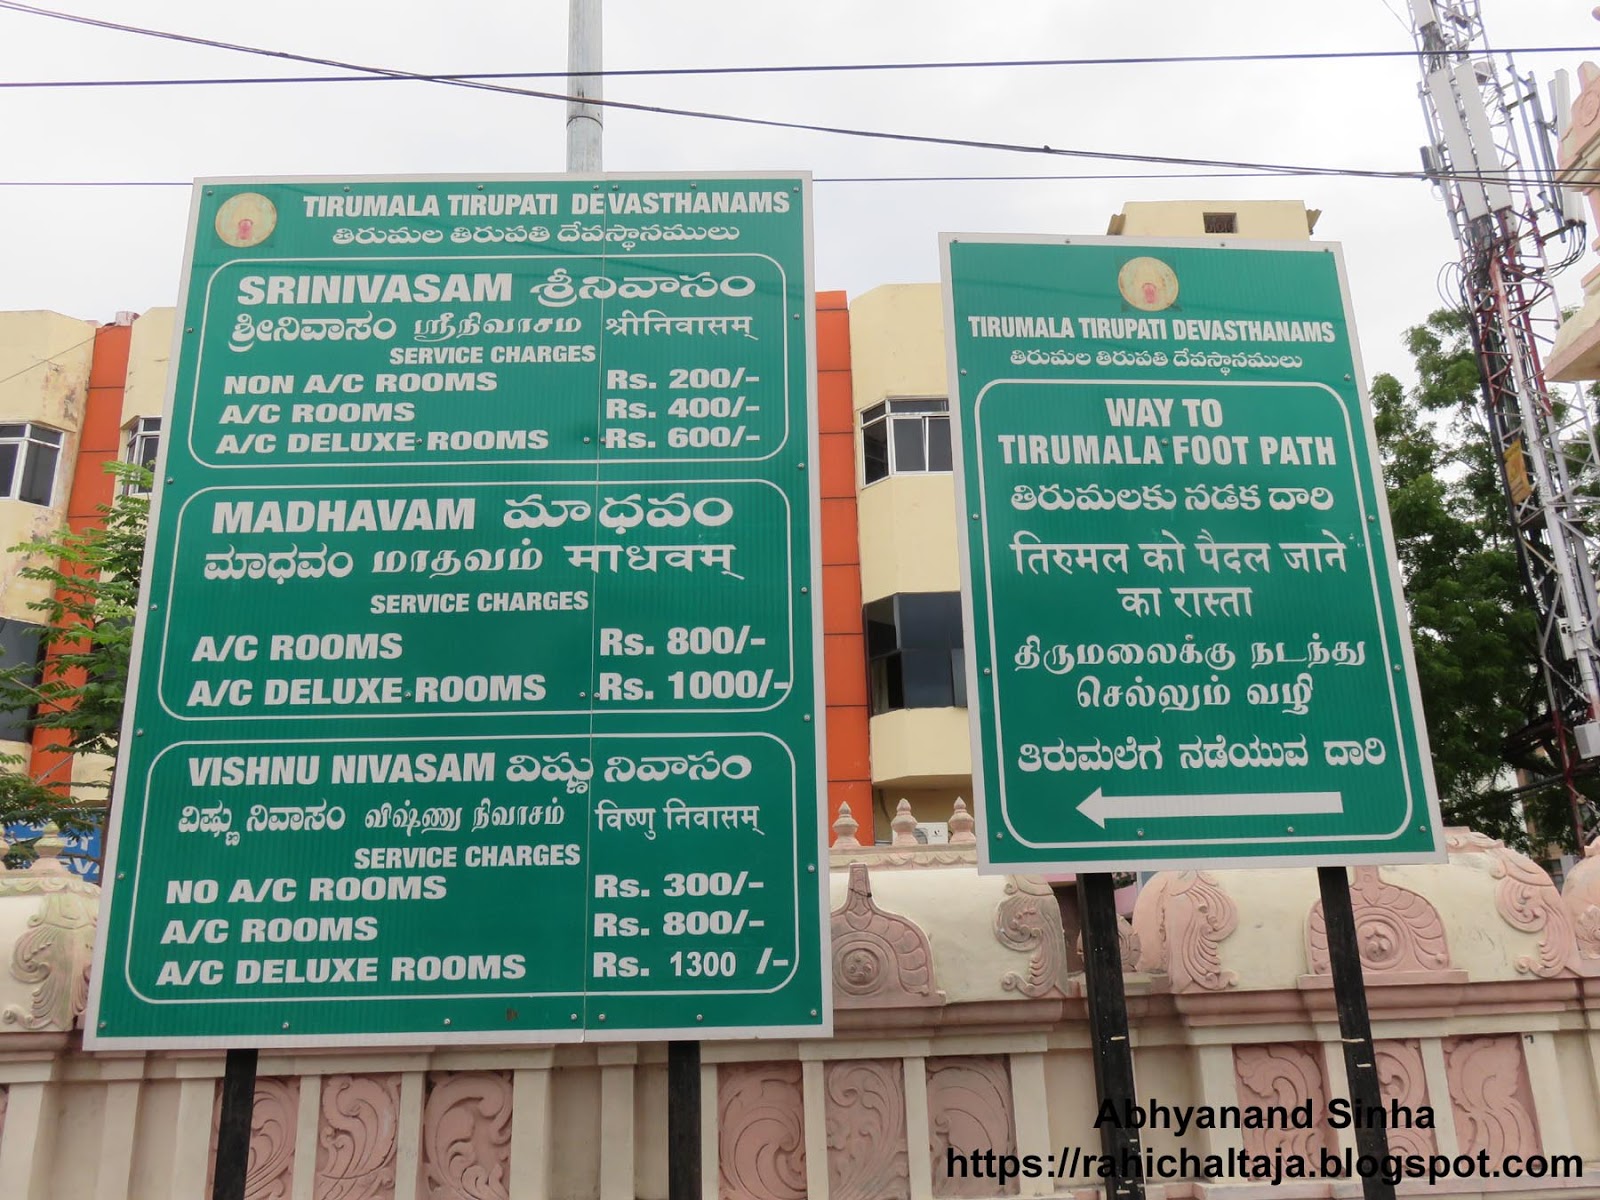 TIRUMALA TIRUPATI DEVASTHANAMS
తిరుమల తిరుపతి దేవస్థానములు
SRINIVASAM శ్రీనివాసం
ಶ್ರೀನಿವಾಸಂ ஸ்ரீநிவாசம श्रीनिवासम्
SERVICE CHARGES
NON A/C ROOMS Rs. 200/-
A/C ROOMS Rs. 400/-
A/C DELUXE ROOMS Rs. 600/-
MADHAVAM మాధవం
ಮಾಧವಂ மாதவம் माधवम्
SERVICE CHARGES
A/C ROOMS Rs. 800/-
A/C DELUXE ROOMS Rs. 1000/-
VISHNU NIVASAM విష్ణు నివాసం
ವಿಷ್ಣು ನಿವಾಸಂ விஷ்ணு நிவாசம் विष्णु निवासम्
SERVICE CHARGES
NO A/C ROOMS Rs. 300/-
A/C ROOMS Rs. 800/-
A/C DELUXE ROOMS Rs. 1300 /-
TIRUMALA TIRUPATI DEVASTHANAMS
తిరుమల తిరుపతి దేవస్థానములు
WAY TO
TIRUMALA FOOT PATH
తిరుమలకు నడక దారి
तिरुमल को पैदल जाने
का रास्ता
திருமலைக்கு நடந்து
செல்லும் வழி
ತಿರುಮಲೆಗೆ ನಡೆಯುವ ದಾರಿ
Abhyanand Sinha
https://rahichaltaja.blogspot.com